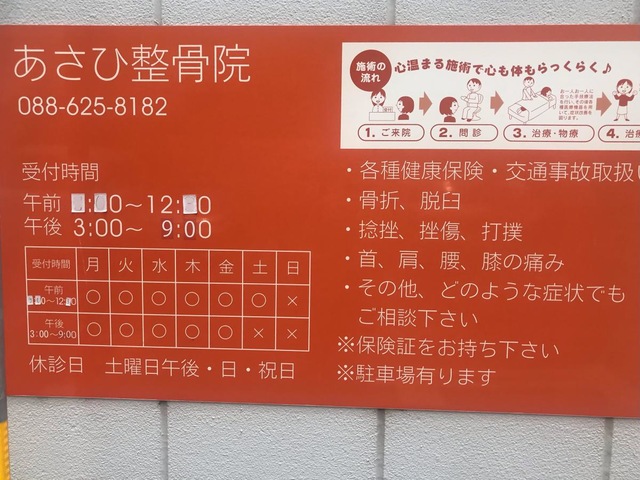 あさひ整骨院
088-625-8182
受付時間
午後 3:00〜 9:00
受付時間 月 火 水 木 金 土 日
午前 ○ ○ ○ ○ ○ ○ ×
午後 3:00〜9:00 ○ ○ ○ ○ ○ × ×
休診日 土曜日午後・日・祝日
施術の流れ
心温まる施術で心も体もらっくらく♪
1. ご来院
2. 問診
3. 治療・物療
4. 治
・各種健康保険・交通事故取扱い
・骨折、脱臼
・捻挫、挫傷、打撲
・首、肩、腰、膝の痛み
・その他、どのような症状でも
ご相談下さい
※保険証をお持ち下さい
※駐車場有ります